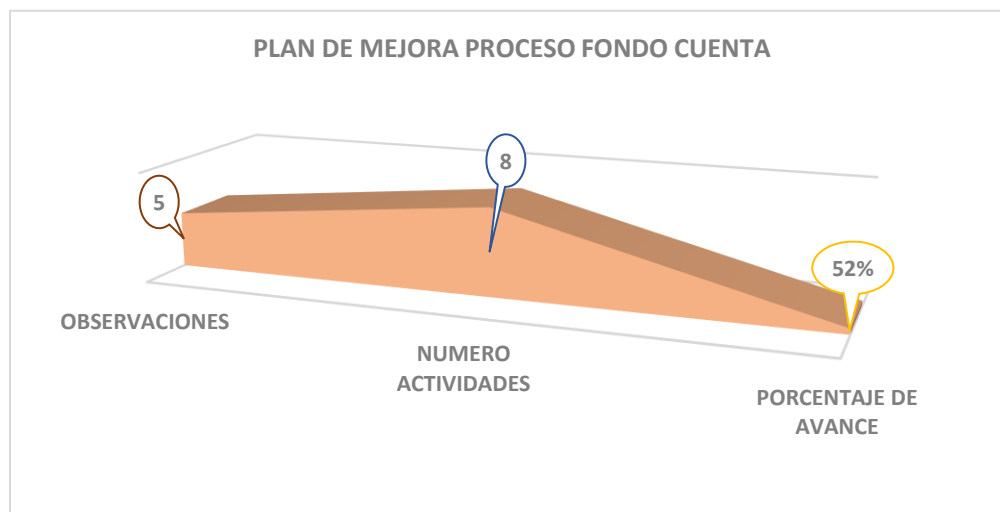 PLAN DE MEJORA PROCESO FONDO CUENTA
8
5
52%
OBSERVACIONES
NUMERO
ACTIVIDADES
PORCENTAJE DE
AVANCE